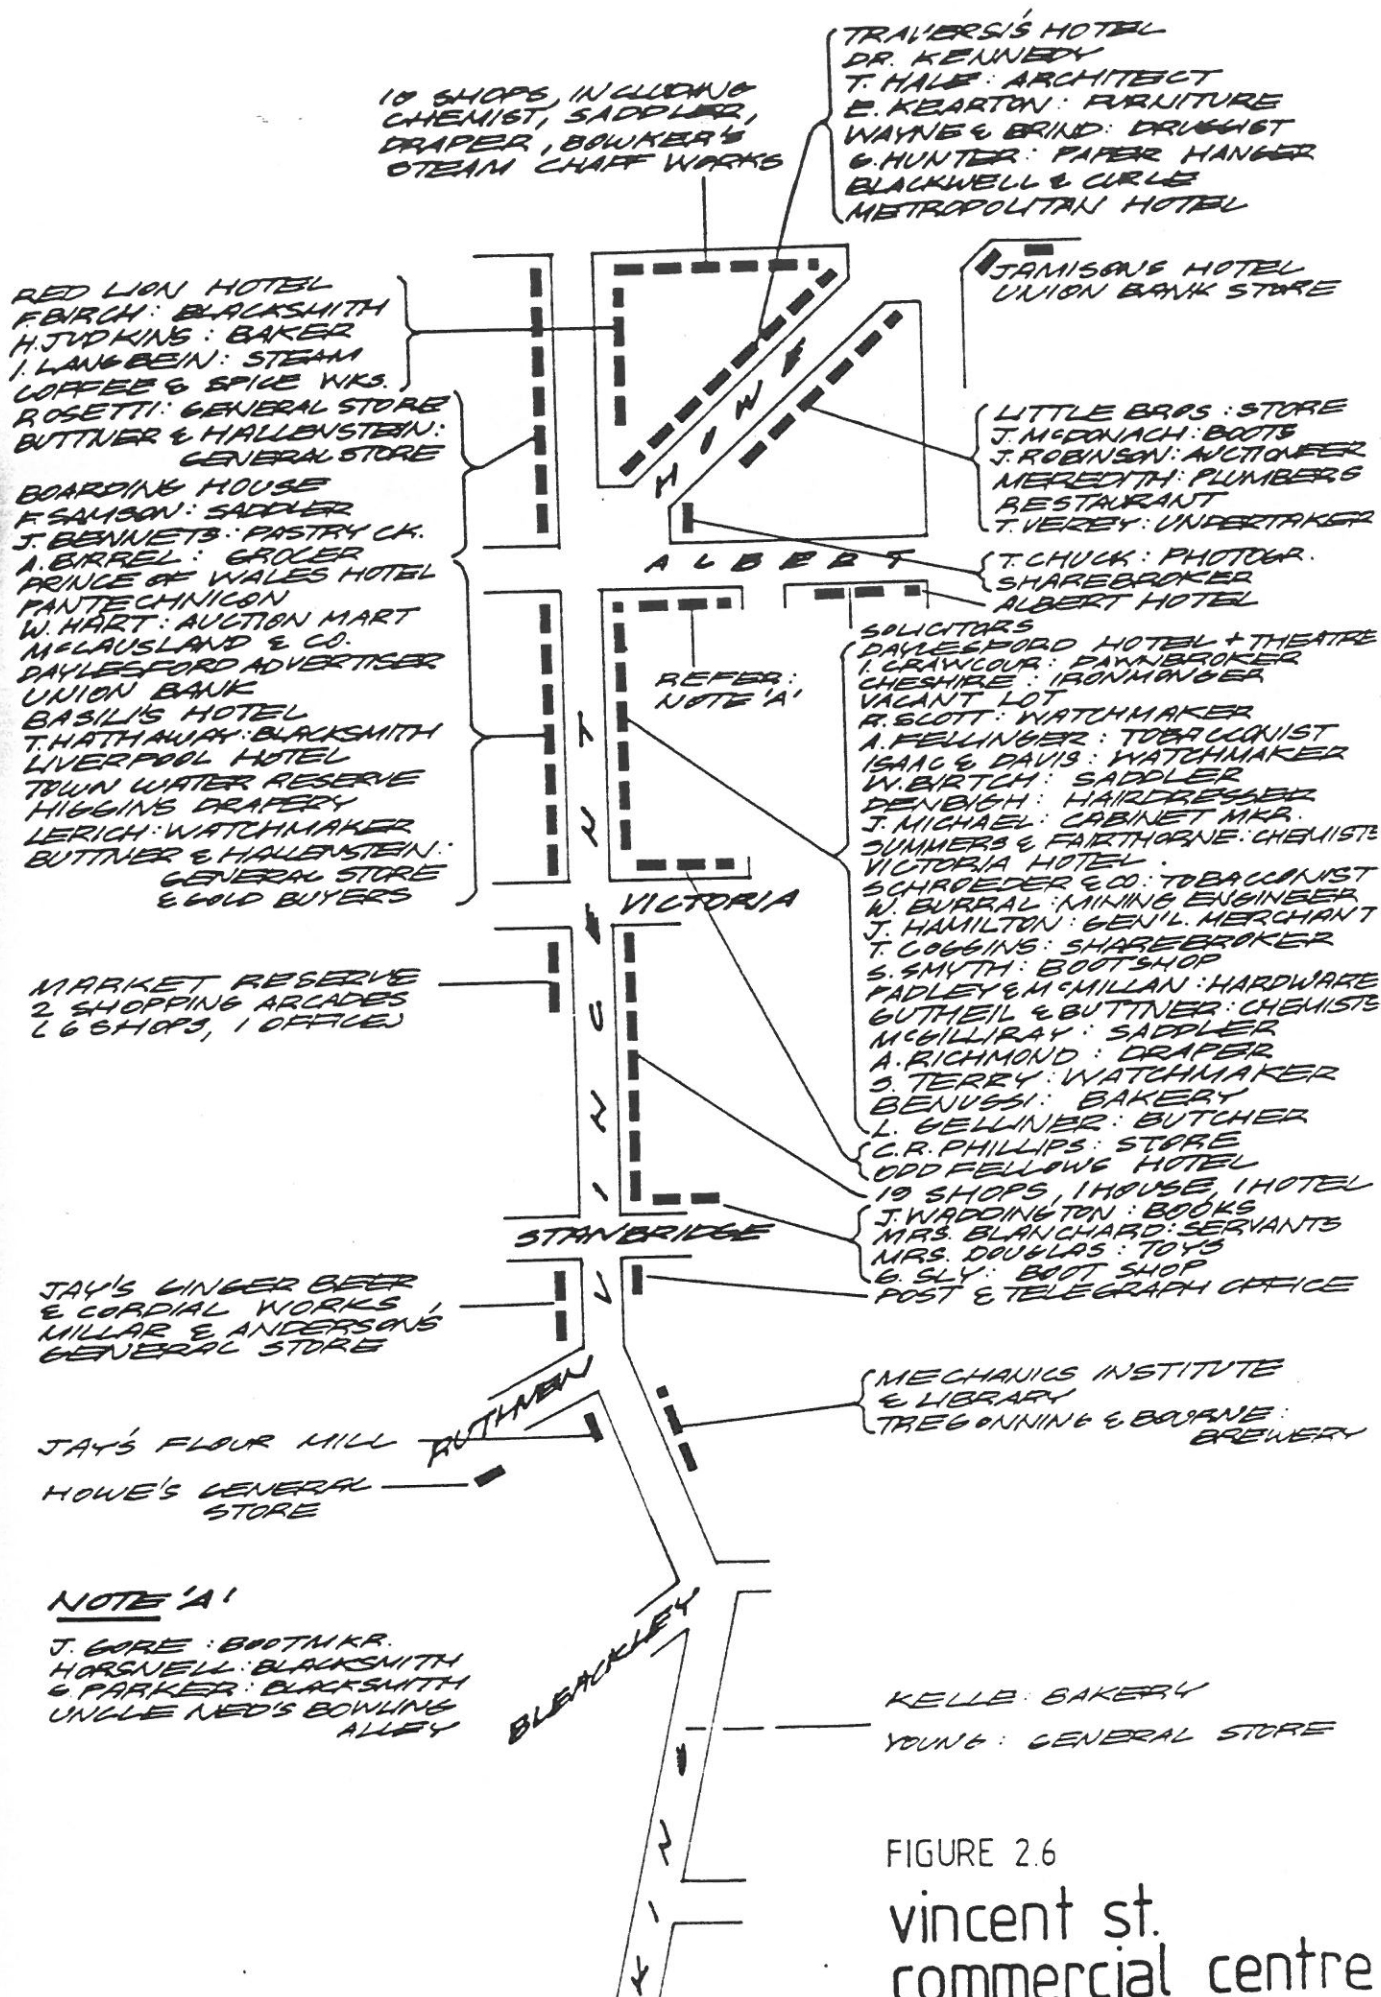 TRAVERSI'S HOTEL
DR. KENNEDY
T. HALE: ARCHITECT
E. KEARTON: FURNITURE
WAYNE & BRIND: DRUGGIST
G. HUNTER: PAPER HANGER
BLACKWELL & CURLE
METROPOLITAN HOTEL
SHOPS, INCLUDING
CHEMIST, SADDLER,
DRAPER, BOWKER'S
STEAM CHAFF WORKS
JAMISONS HOTEL
UNION BANK STORE
RED LION HOTEL
F. BIRCH: BLACKSMITH
H. JUDKINS: BAKER
I. LANGBEIN: STEAM
COFFEE & SPICE WKS.
ROSETTI: GENERAL STORE
BUTTNER & HALLENSTEIN:
GENERAL STORE
BOARDING HOUSE
F. SAMSON: SADDLER
J. BENNETS: PASTRY CK.
A. BIRREL: GROCER
PRINCE OF WALES HOTEL
PANTECHNICON
W. HART: AUCTION MART
McCAUSLAND & CO.
DAYLESFORD ADVERTISER
UNION BANK
BASILI'S HOTEL
T. HATHAWAY: BLACKSMITH
LIVERPOOL HOTEL
TOWN WATER RESERVE
HIGGINS DRAPERY
LERICH: WATCHMAKER
BUTTNER & HALLENSTEIN:
GENERAL STORE
& GOLD BUYERS
LITTLE BROS: STORE
J. McDONACH: BOOTS
J. ROBINSON: AUCTIONEER
MEREDITH: PLUMBERS
RESTAURANT
T. VEREY: UNDERTAKER
T. CHUCK: PHOTOGR.
SHAREBROKER
ALBERT HOTEL
HOWE
ALBERT
REFER:
NOTE 'A'
SOLICITORS
DAYLESFORD HOTEL + THEATRE
I. CRAWCOUR: PAWNBROKER
CHESHIRE: IRONMONGER
VACANT LOT
R. SCOTT: WATCHMAKER
A. FELLINGER: TOBACCONIST
ISAAC & DAVIS: WATCHMAKER
W. BIRTCH: SADDLER
DENBIGH: HAIRDRESSER
J. MICHAEL: CABINET MKR.
SUMMERS & FAIRTHORNE: CHEMISTS
VICTORIA HOTEL.
SCHROEDER & CO: TOBACCONIST
W. BURRAL: MINING ENGINEER
J. HAMILTON: GEN'L. MERCHANT
T. COGGINS: SHAREBROKER
S. SMYTH: BOOTSHOP
PADLEY & McMILLAN: HARDWARE
GUTHEIL & BUTTNER: CHEMISTS
McGILLIRAY: SADDLER
A. RICHMOND: DRAPER
S. TERRY: WATCHMAKER
BENUSSI: BAKERY
L. GELLINER: BUTCHER
C.R. PHILLIPS: STORE
ODDFELLOWS HOTEL
19 SHOPS, 1 HOUSE, 1 HOTEL
J. WADDINGTON: BOOKS
MRS. BLANCHARD: SERVANTS
MRS. DOUGLAS: TOYS
G. SLY: BOOT SHOP
POST & TELEGRAPH OFFICE
VICTORIA
VINCENT
MARKET RESERVE
2 SHOPPING ARCADES
(6 SHOPS, 1 OFFICE)
STANBRIDGE
JAY'S GINGER BEER
& CORDIAL WORKS,
MILLAR & ANDERSON'S
GENERAL STORE
RUTHVEN
MECHANICS INSTITUTE
& LIBRARY
TREGONNING & BOURNE:
BREWERY
JAY'S FLOUR MILL
HOWE'S GENERAL
STORE
NOTE 'A'
J. GORE: BOOTMKR.
HORSNELL: BLACKSMITH
G. PARKER: BLACKSMITH
UNCLE NED'S BOWLING
ALLEY
BLEACKLEY
KELLE: BAKERY
YOUNG: GENERAL STORE
FIGURE 2.6
vincent st.
commercial centre